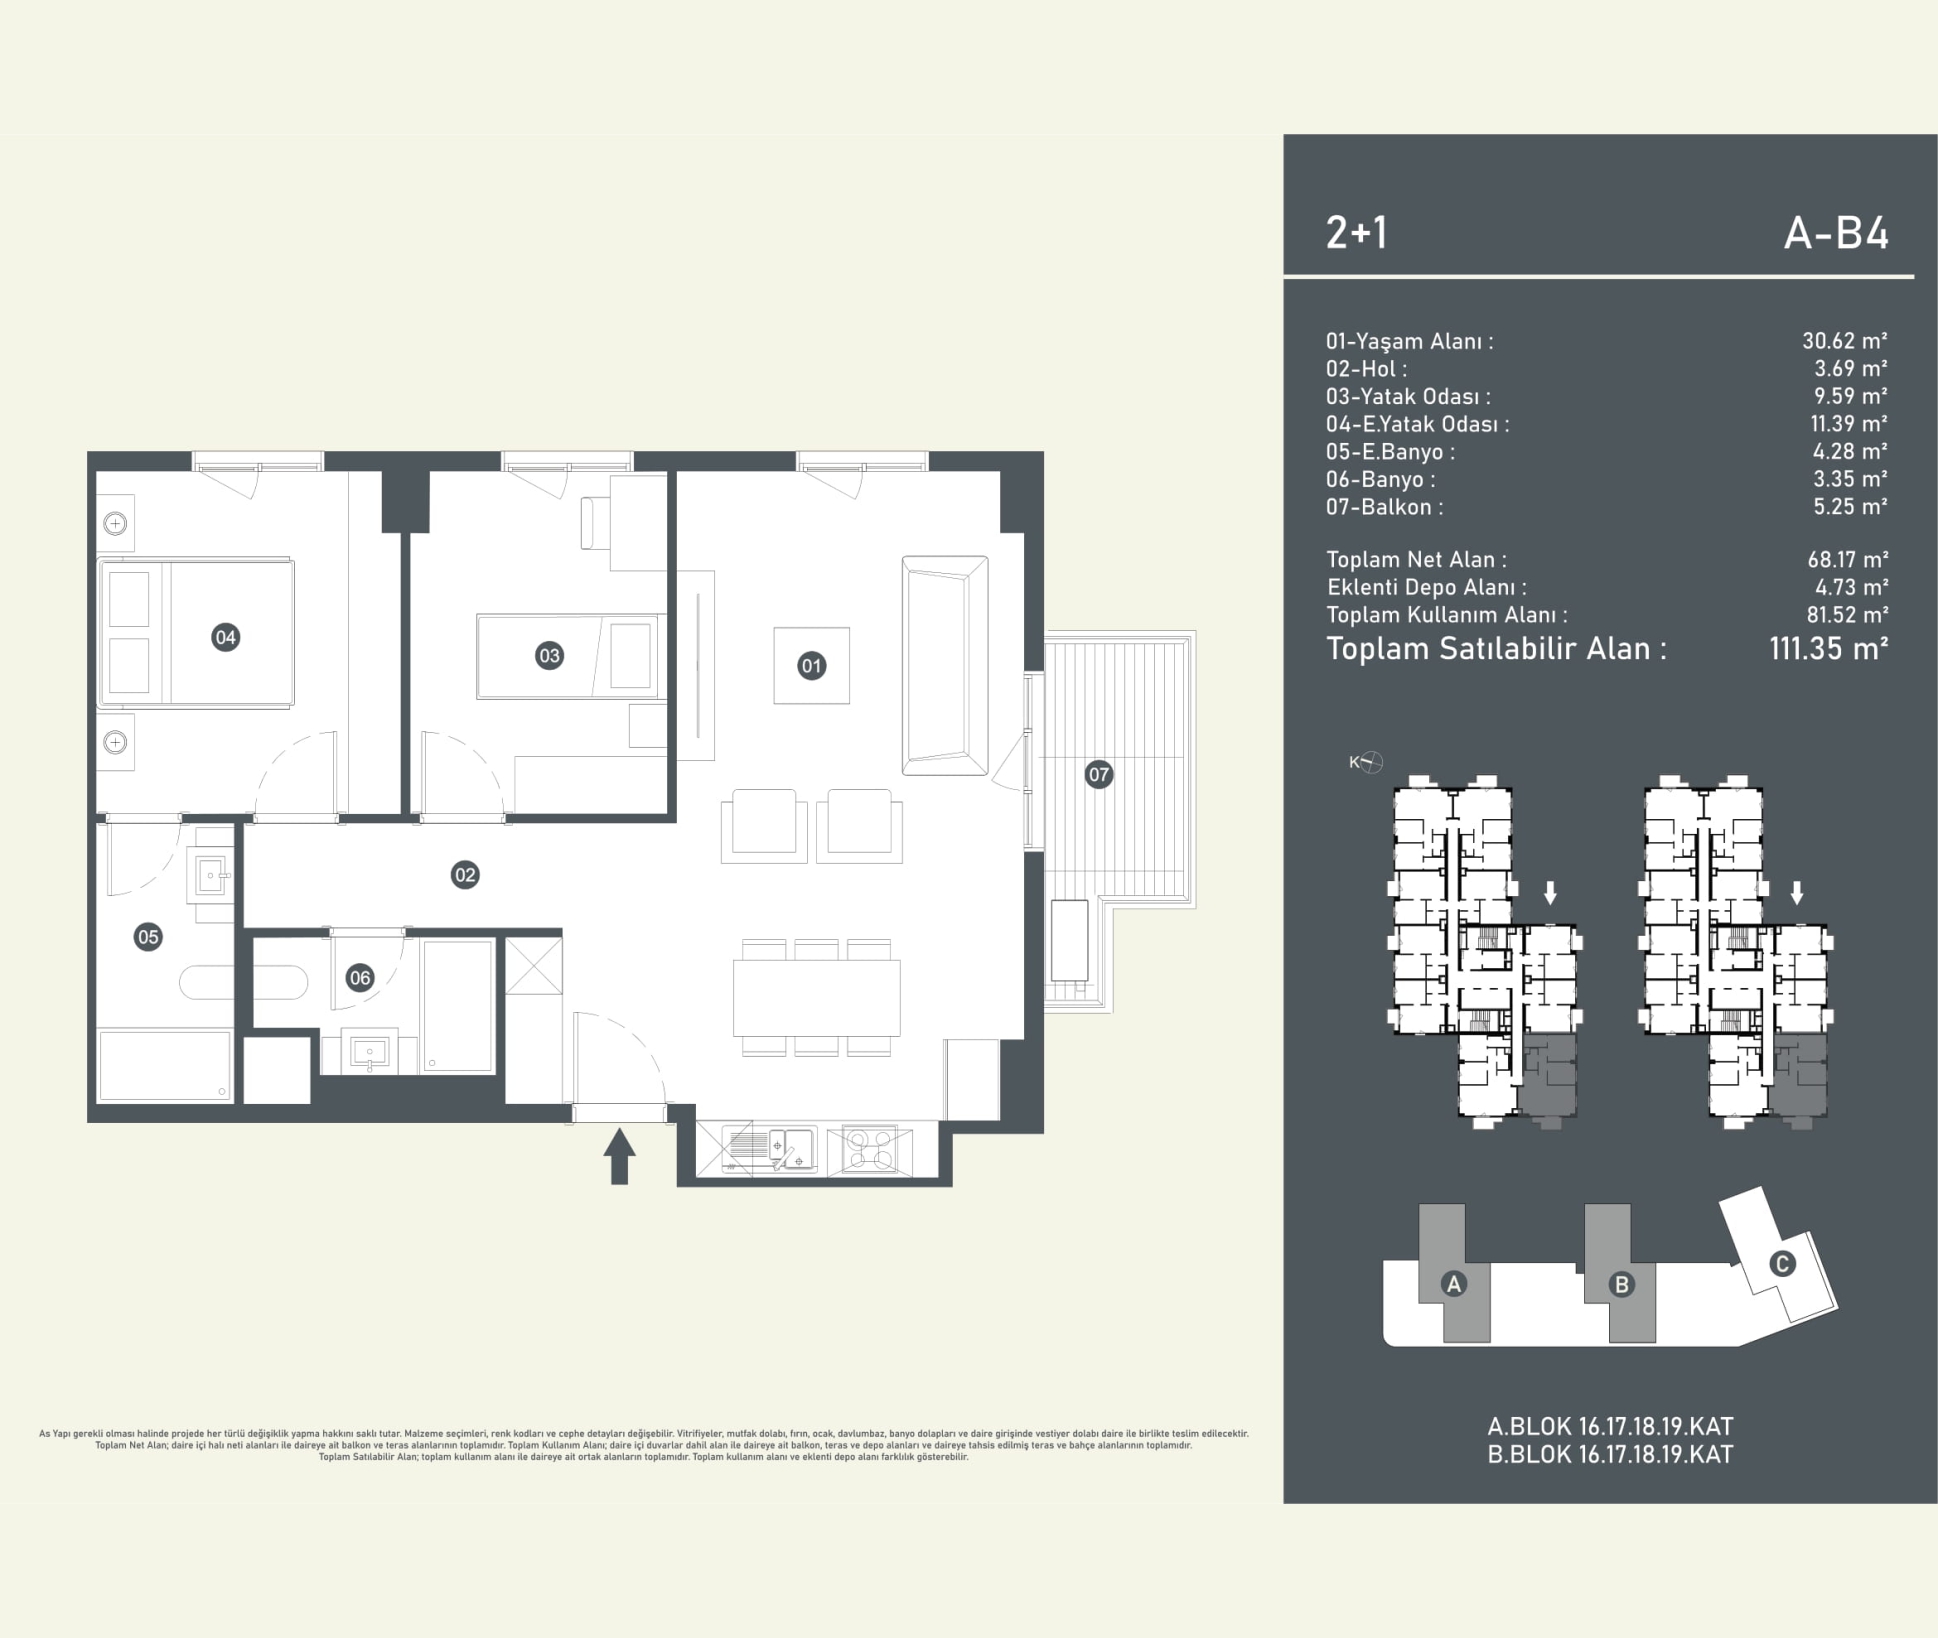 2+1 A-B4
01-Yaşam Alanı : 30.62 m²
02-Hol : 3.69 m²
03-Yatak Odası : 9.59 m²
04-E.Yatak Odası : 11.39 m²
05-E.Banyo : 4.28 m²
06-Banyo : 3.35 m²
07-Balkon : 5.25 m²
Toplam Net Alan : 68.17 m²
Eklenti Depo Alanı : 4.73 m²
Toplam Kullanım Alanı : 81.52 m²
Toplam Satılabilir Alan : 111.35 m²
04
03
01
07
02
05
06
K
A
B
C
A.BLOK 16.17.18.19.KAT
B.BLOK 16.17.18.19.KAT
As Yapı gerekli olması halinde projede her türlü değişiklik yapma hakkını saklı tutar. Malzeme seçimleri, renk kodları ve cephe detayları değişebilir. Vitrifiyeler, mutfak dolabı, fırın, ocak, davlumbaz, banyo dolapları ve daire girişinde vestiyer dolabı daire ile birlikte teslim edilecektir.
Toplam Net Alan; daire içi halı neti alanları ile daireye ait balkon ve teras alanlarının toplamıdır. Toplam Kullanım Alanı; daire içi duvarlar dahil alan ile daireye ait balkon, teras ve depo alanları ve daireye tahsis edilmiş teras ve bahçe alanlarının toplamıdır.
Toplam Satılabilir Alan; toplam kullanım alanı ile daireye ait ortak alanların toplamıdır. Toplam kullanım alanı ve eklenti depo alanı farklılık gösterebilir.